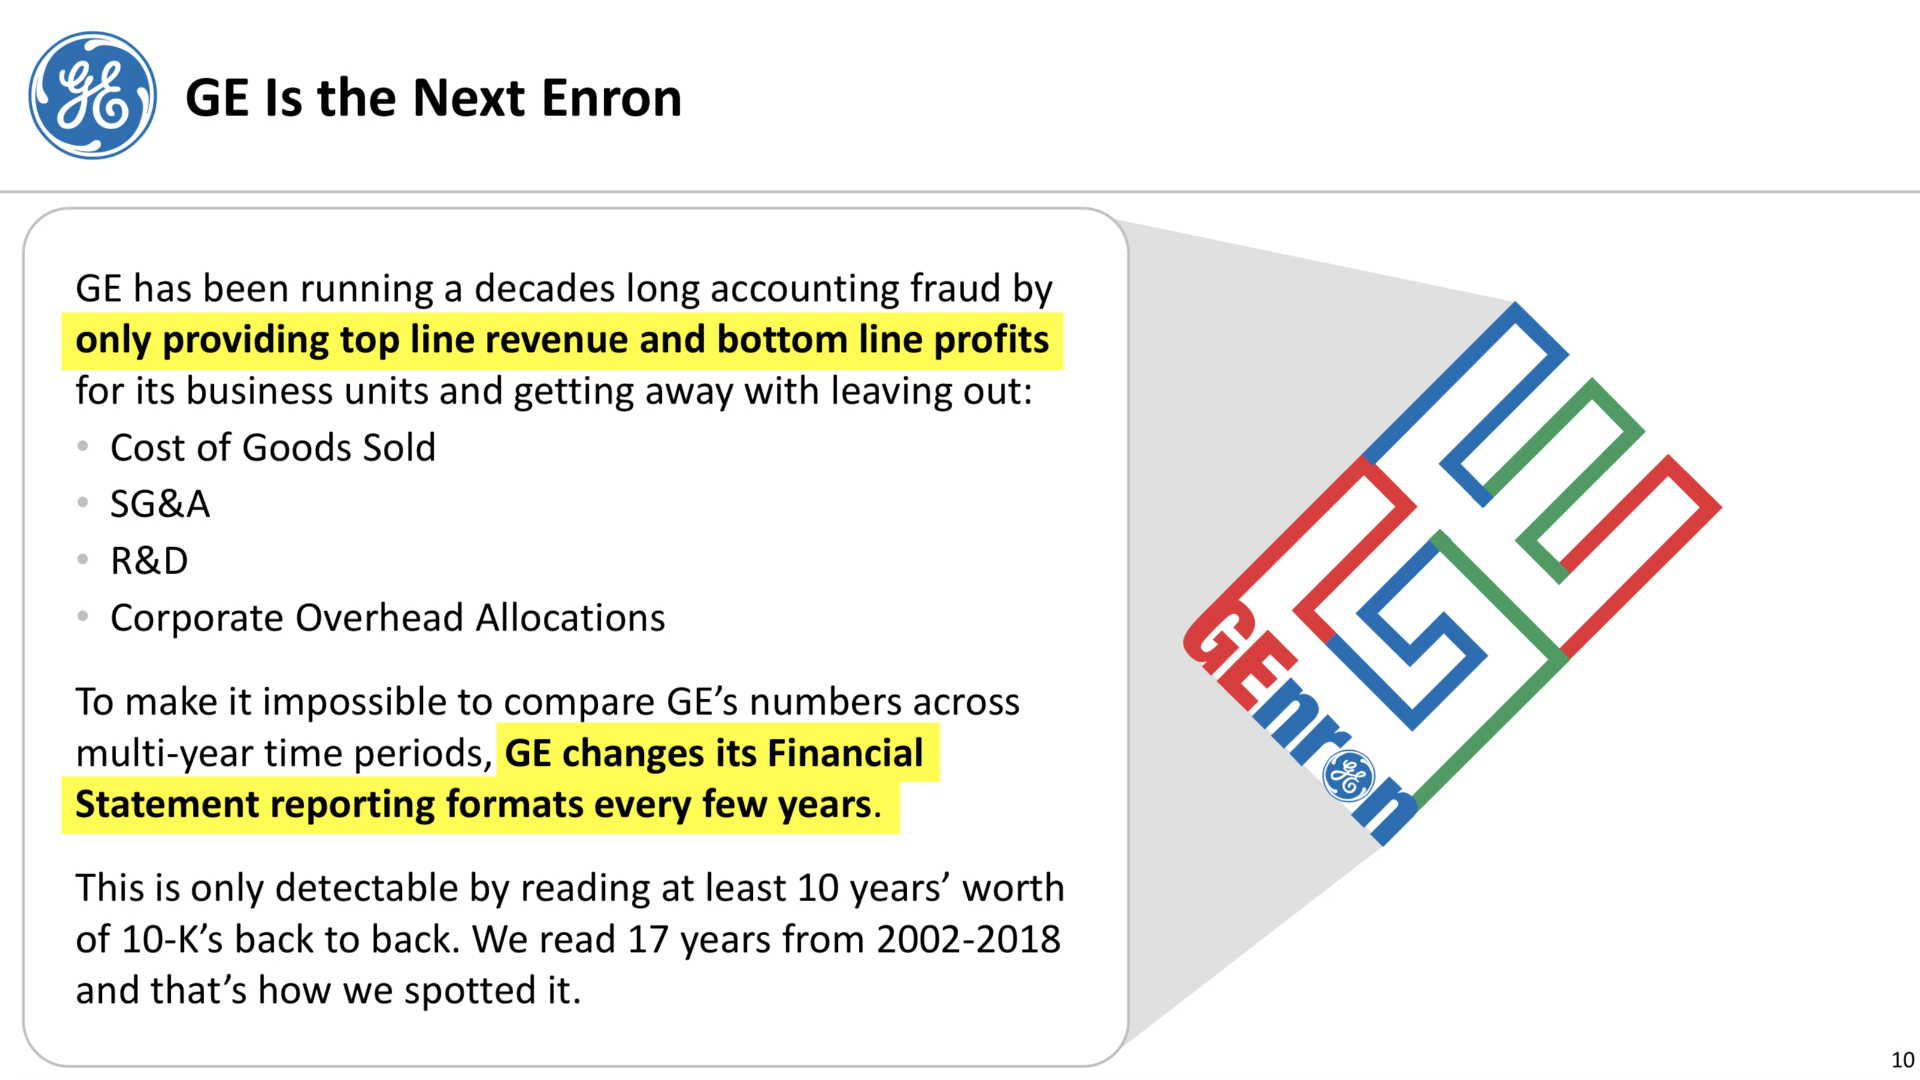 GE
GE Is the Next Enron
GE has been running a decades long accounting fraud by
only providing top line revenue and bottom line profits
for its business units and getting away with leaving out:
• Cost of Goods Sold
• SG&A
• R&D
• Corporate Overhead Allocations
To make it impossible to compare GE’s numbers across
multi-year time periods, GE changes its Financial
Statement reporting formats every few years.
This is only detectable by reading at least 10 years’ worth
of 10-K’s back to back. We read 17 years from 2002-2018
and that’s how we spotted it.
GEnron
10